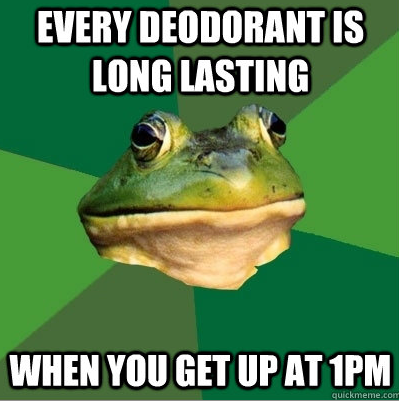 EVERY DEODORANT IS
LONG LASTING
WHEN YOU GET UP AT 1PM
quickmeme.com